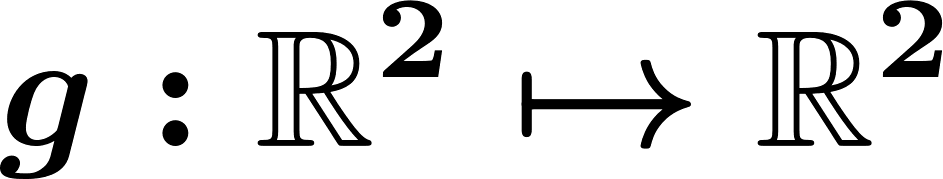 g : ℝ² ↦ ℝ²